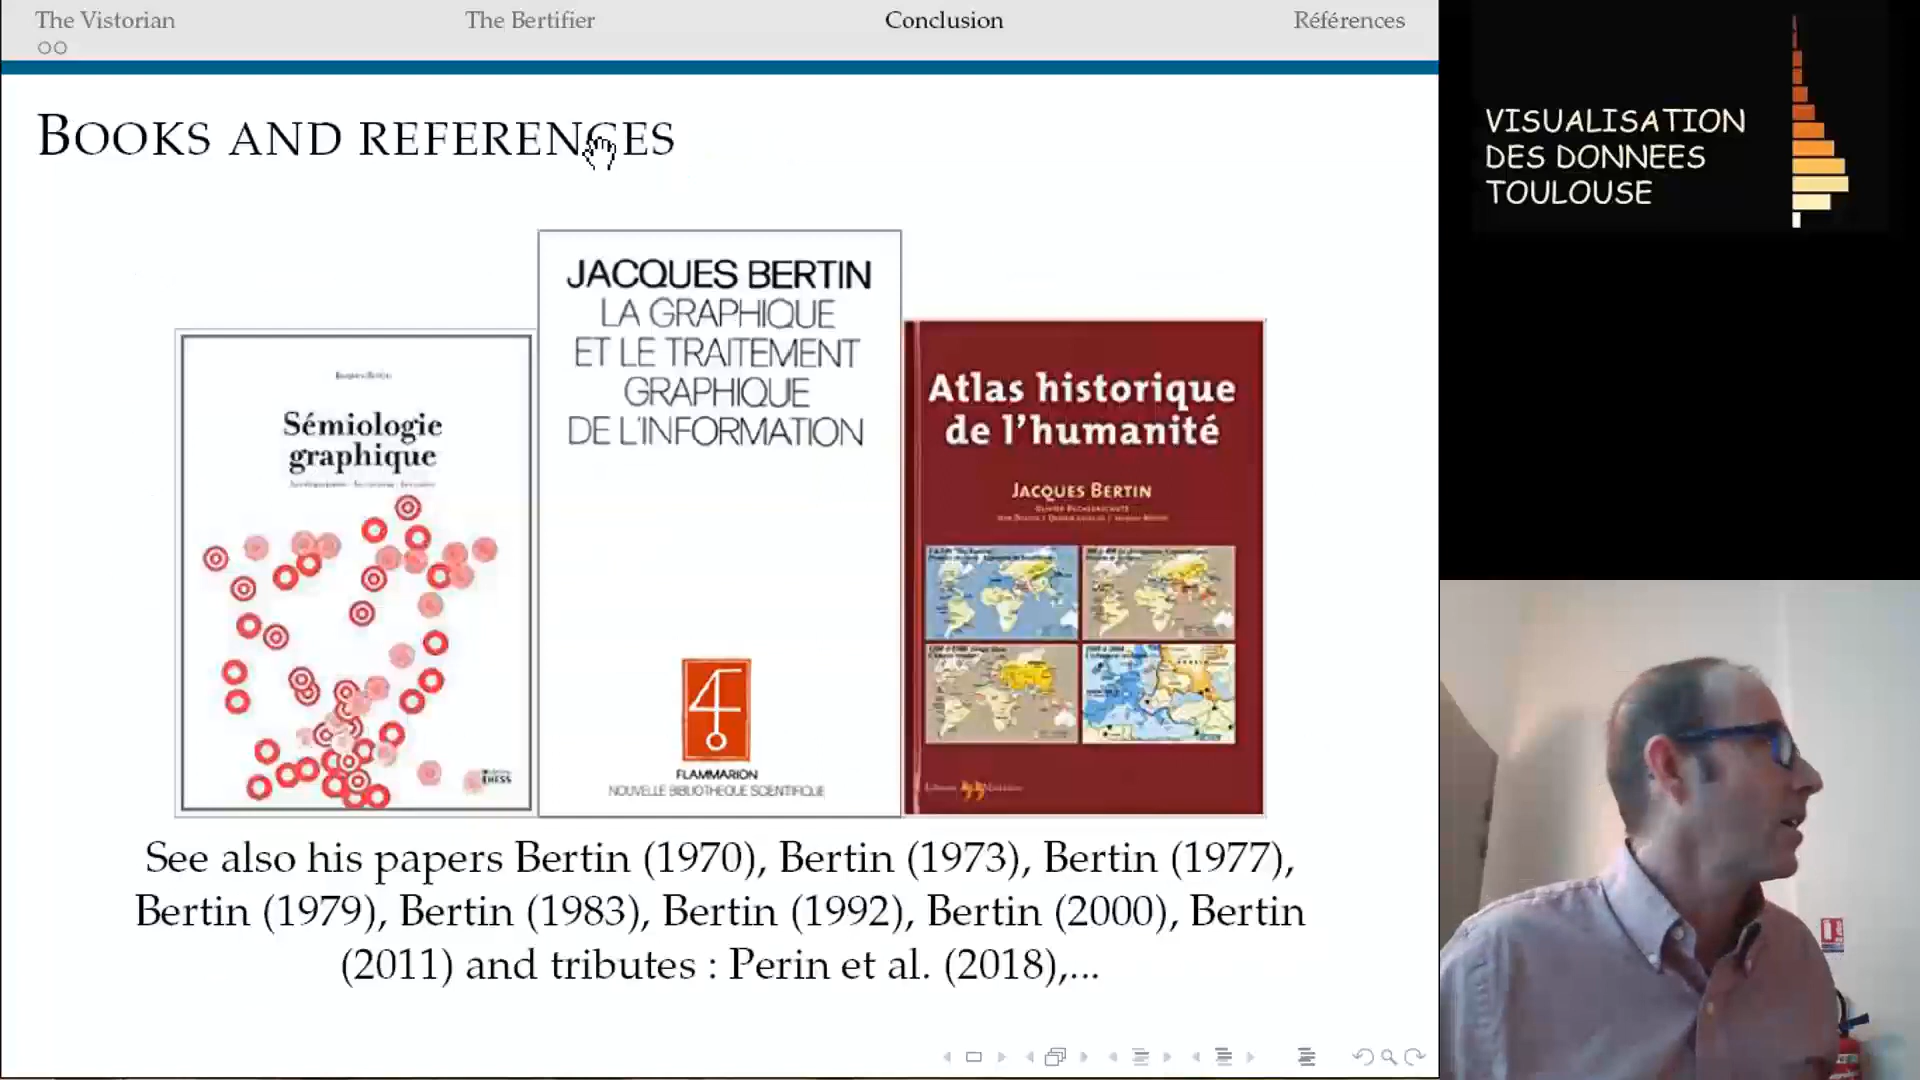 The Vistorian The Bertifier Conclusion Références
BOOKS AND REFERENCES
Jacques Bertin
Sémiologie
graphique
EHESS
JACQUES BERTIN
LA GRAPHIQUE
ET LE TRAITEMENT
GRAPHIQUE
DE L'INFORMATION
FLAMMARION
NOUVELLE BIBLIOTHEQUE SCIENTIFIQUE
Atlas historique
de l'humanité
JACQUES BERTIN
See also his papers Bertin (1970), Bertin (1973), Bertin (1977),
Bertin (1979), Bertin (1983), Bertin (1992), Bertin (2000), Bertin
(2011) and tributes : Perin et al. (2018),...
VISUALISATION
DES DONNEES
TOULOUSE